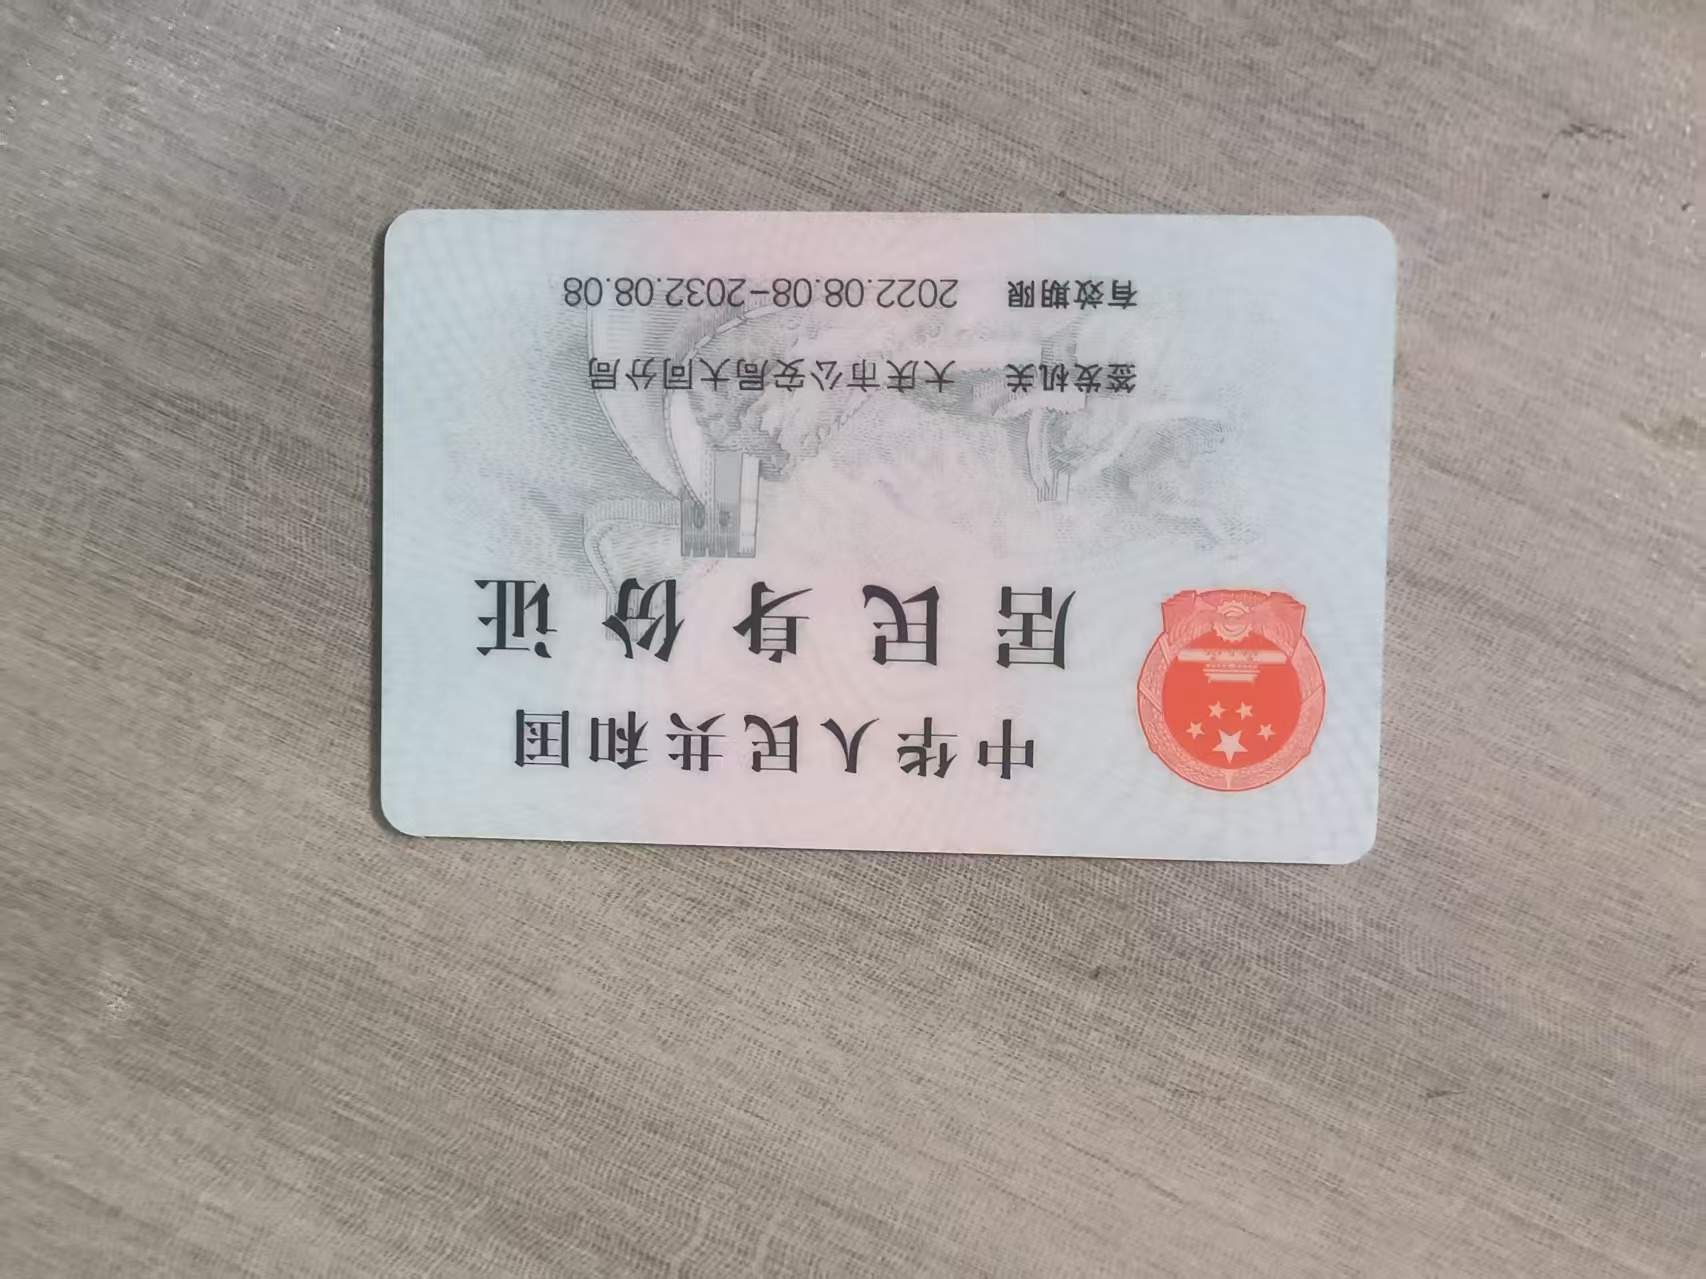 中华人民共和国
居民身份证
签发机关 大庆市公安局大同分局
有效期限 2022.08.08-2032.08.08